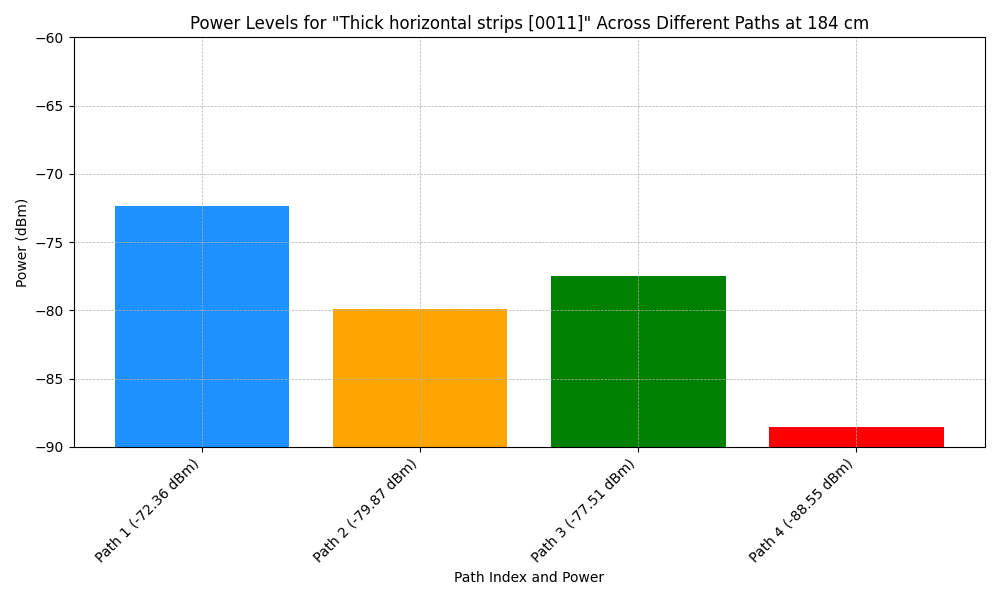 Power Levels for "Thick horizontal strips [0011]" Across Different Paths at 184 cm
Power (dBm)
−60
−65
−70
−75
−80
−85
−90
Path 1 (-72.36 dBm)
Path 2 (-79.87 dBm)
Path 3 (-77.51 dBm)
Path 4 (-88.55 dBm)
Path Index and Power